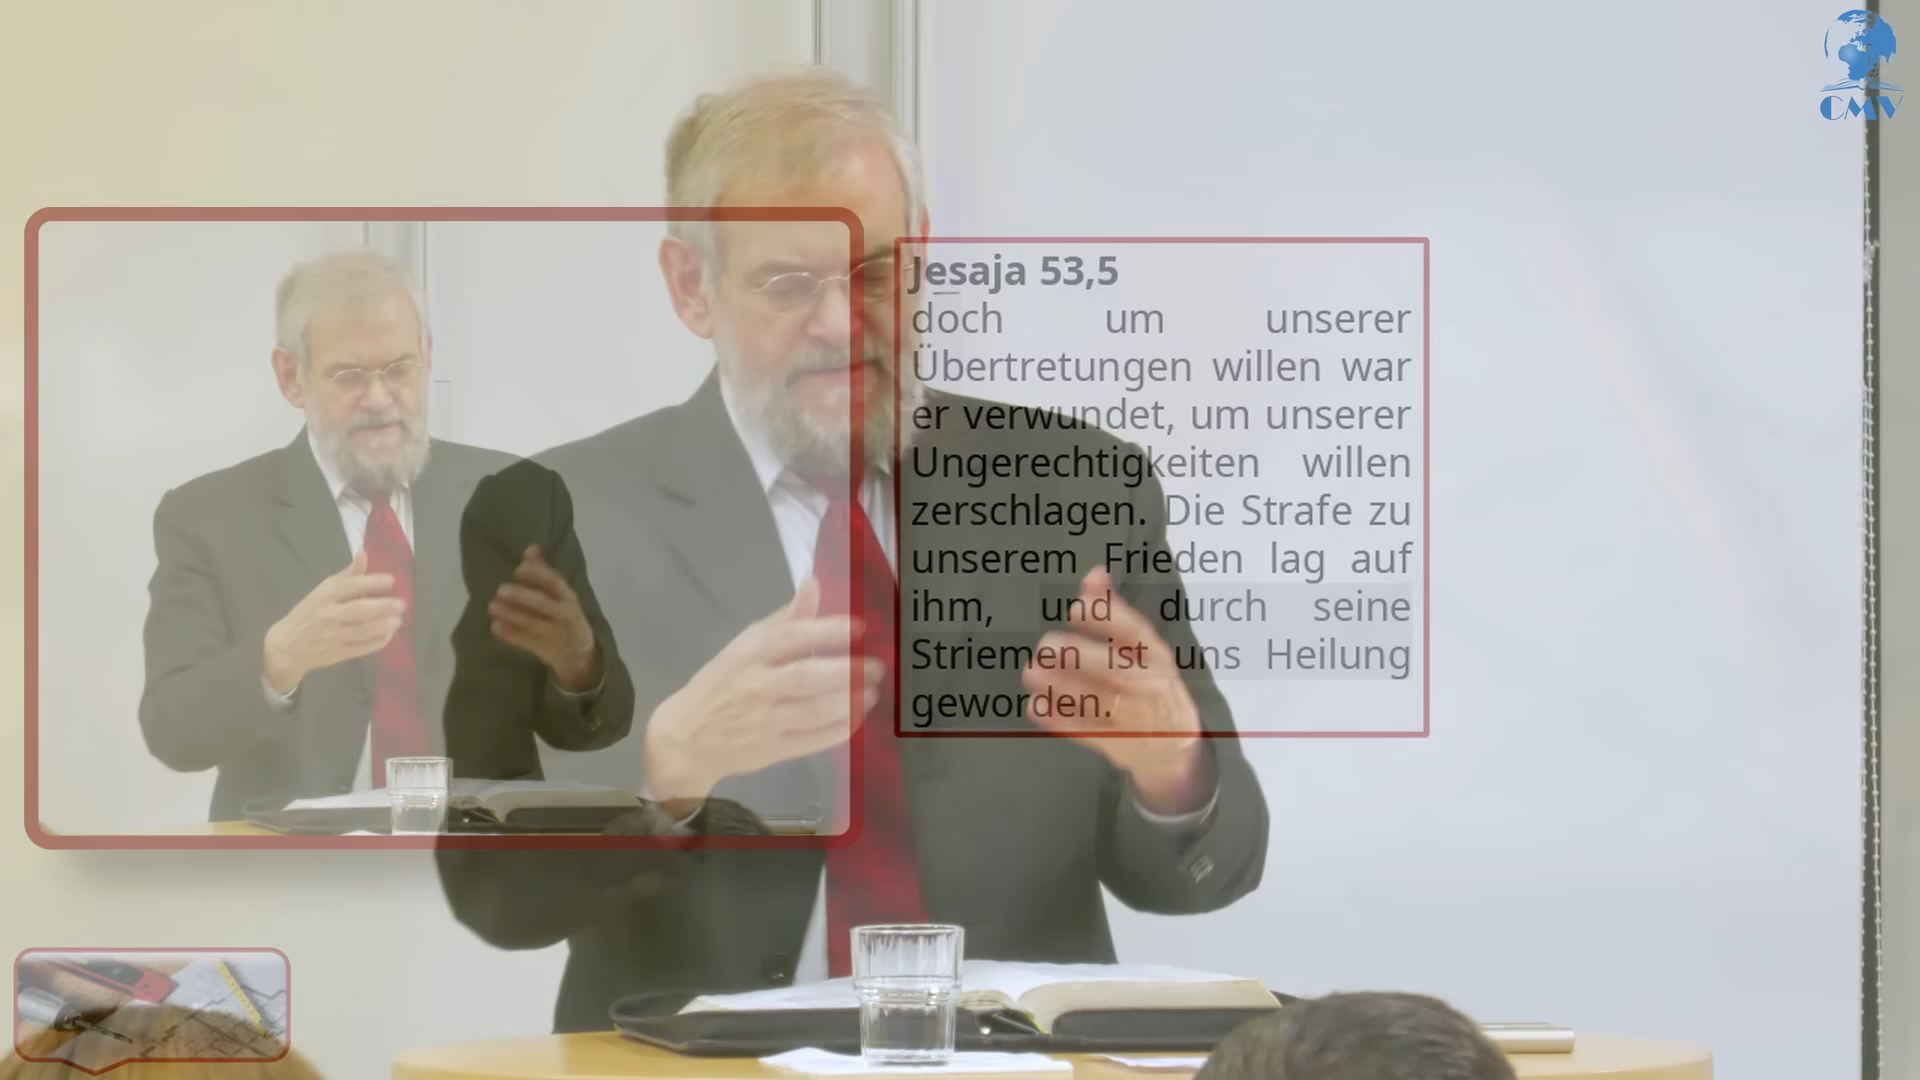 CMV
Jesaja 53,5
doch um unserer
Übertretungen willen war
er verwundet, um unserer
Ungerechtigkeiten willen
zerschlagen. Die Strafe zu
unserem Frieden lag auf
ihm, und durch seine
Striemen ist uns Heilung
geworden.